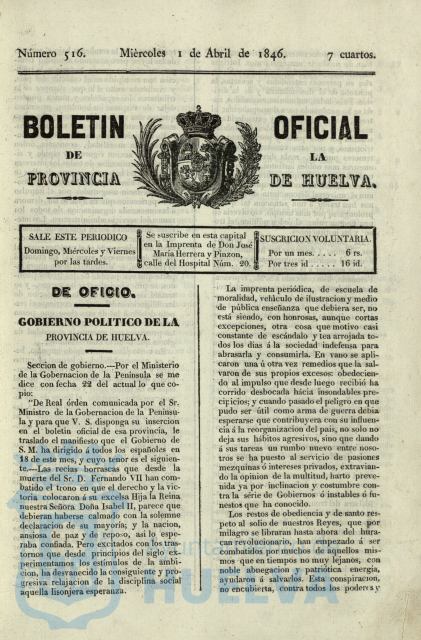 Número 516. Mièrcoles 1 de Abril de 1846. 7 cuartos.
BOLETIN OFICIAL
DE LA
PROVINCIA DE HUELVA.
SALE ESTE PERIODICO
Domingo, Miércoles y Viernes
por las tardes.
Se suscribe en esta capital
en la Imprenta de Don José
Maria Herrera y Pinzon,
calle del Hospital Núm. 20.
SUSCRICION VOLUNTARIA.
Por un mes..... 6 rs.
Por tres id..... 16 id.
DE OFICIO.
GOBIERNO POLITICO DE LA
PROVINCIA DE HUELVA.
Seccion de gobierno.—Por el Ministerio
de la Gobernacion de la Península se me
dice con fecha 22 del actual lo que co-
pio:
"De Real órden comunicada por el Sr.
Ministro de la Gobernacion de la Penínsu-
la y para que V. S. disponga su insercion
en el boletin oficial de esa provincia, le
traslado el manifiesto que el Gobierno de
S. M. ha dirigido á todos los españoles en
18 de este mes, y cuyo tenor es el siguien-
te.—Las recias borrascas que desde la
muerte del Sr. D. Fernando VII han com-
batido el trono en que el derecho y la vic-
toria colocaron á su excelsa Hija la Reina
nuestra Señora Doña Isabel II, parece que
debieran haberse calmado con la solemne
declaracion de su mayoría; y la nacion,
ansiosa de paz y de reposo, asi lo espe-
raba confiada. Pero excitados con los tras-
tornos que desde principios del siglo ex-
perimentamos los estímulos de la ambi-
cion, ha desvanecido la consiguiente y pro-
gresiva relajacion de la disciplina social
aquella lisonjera esperanza.
La imprenta periódica, de escuela de
moralidad, vehículo de ilustracion y medio
de pública enseñanza que debiera ser, no
está siendo, con honrosas, aunque cortas
excepciones, otra cosa que motivo casi
constante de escándalo y tea arrojada to-
dos los dias á la sociedad indefensa para
abrasarla y consumirla. En vano se apli-
caron una ú otra vez remedios que la sal-
varon de sus propios excesos: obedecien-
do al impulso que desde luego recibió ha
corrido desbocada hácia insondables pre-
cipicios; y cuando pasado el peligro en que
pudo ser útil como arma de guerra debia
esperarse que contribuyera con su influen-
cia á la reorganizacion del pais, no solo no
deja sus hábitos agresivos, sino que dando
á sus tareas un rumbo nuevo entre noso-
tros se ha puesto al servicio de pasiones
mezquinas ó intereses privados, extravian-
do la opinion de la multitud, harto preve-
nida ya por inclinacion y costumbre con-
tra la série de Gobiernos ó instables ó fu-
nestos que ha conocido.
Los restos de obediencia y de santo res-
peto al solio de nuestros Reyes, que por
milagro se libraran hasta ahora del hura-
can revolucionario, han empezado á ser
combatidos por muchos de aquellos mis-
mos que en tiempos no muy lejanos, con
noble abnegacion y patriótica energía,
ayudaron á salvarlos. Esta conspiracion,
no encubierta, contra todos los poderes y
HUELVA